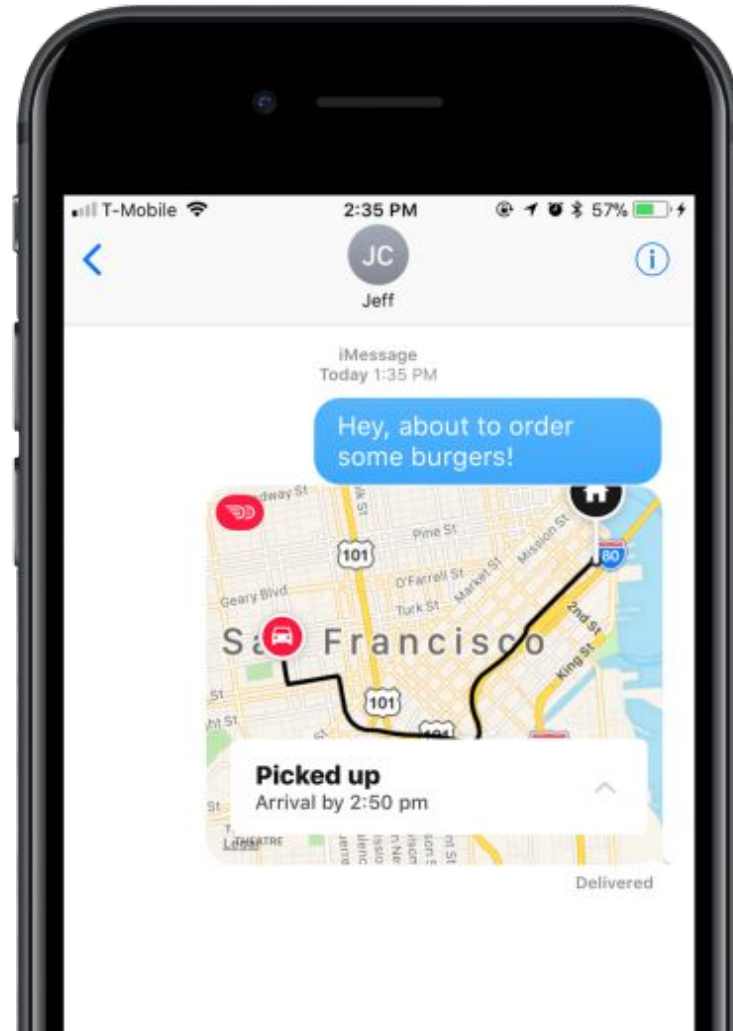 T-Mobile
2:35 PM
57%
JC
Jeff
iMessage
Today 1:35 PM
Hey, about to order
some burgers!
Pine St
Mission St
101
80
O'Farrell St
Market St
Geary Blvd
Turk St
2nd St
Francisco
King St
101
Picked up
Arrival by 2:50 pm
THEATRE
Delivered